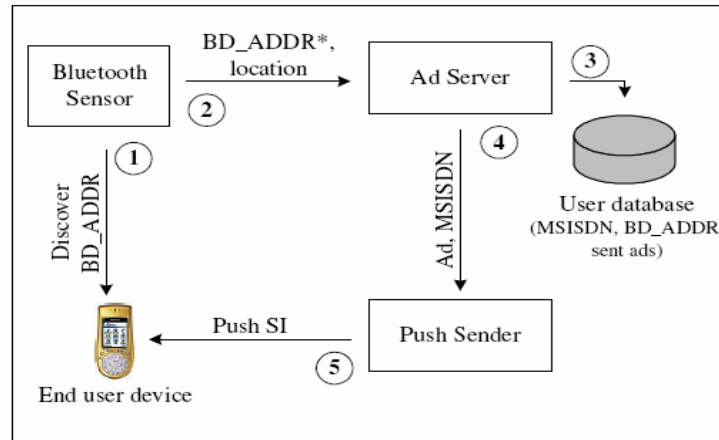 Bluetooth
Sensor
BD_ADDR*,
location
2
Ad Server
3
1
Discover
BD_ADDR
4
Ad, MSISDN
User database
(MSISDN, BD_ADDR
sent ads)
Push SI
5
Push Sender
End user device